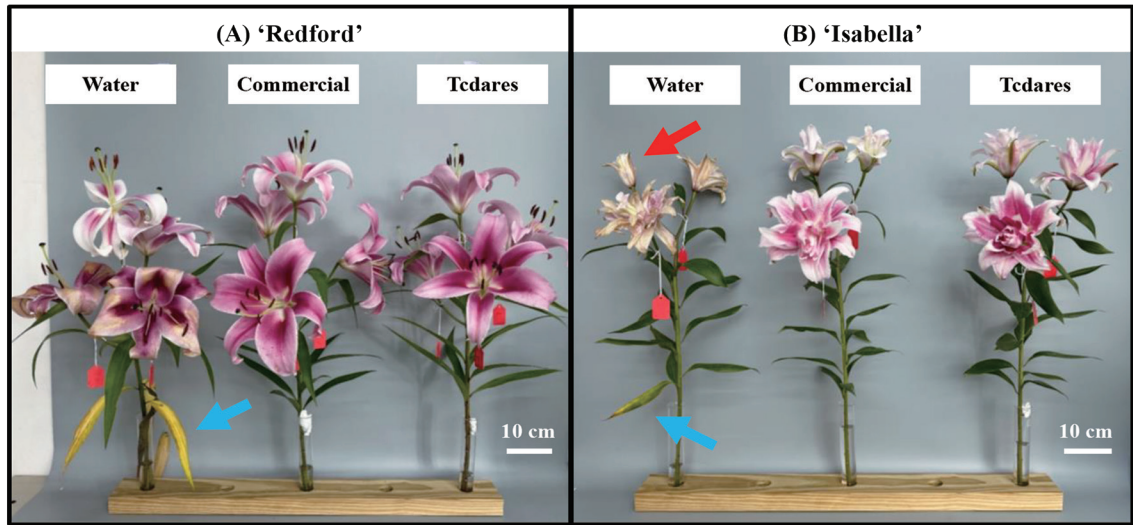 (A) ‘Redford’
Water
Commercial
Tcdares
10 cm
(B) ‘Isabella’
Water
Commercial
Tcdares
10 cm